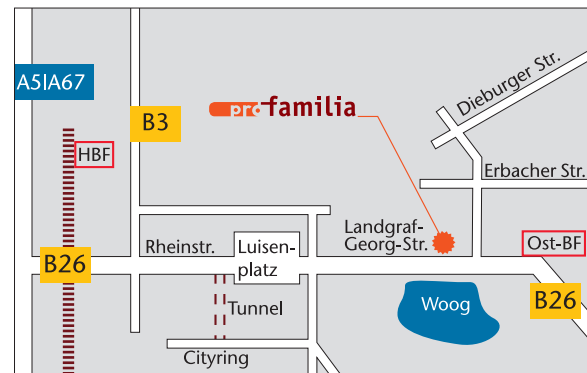 A5IA67
B3
pro familia
Dieburger Str.
HBF
Erbacher Str.
Landgraf-
Georg-Str.
Rheinstr.
Luisen-
platz
Ost-BF
B26
Tunnel
Woog
B26
Cityring